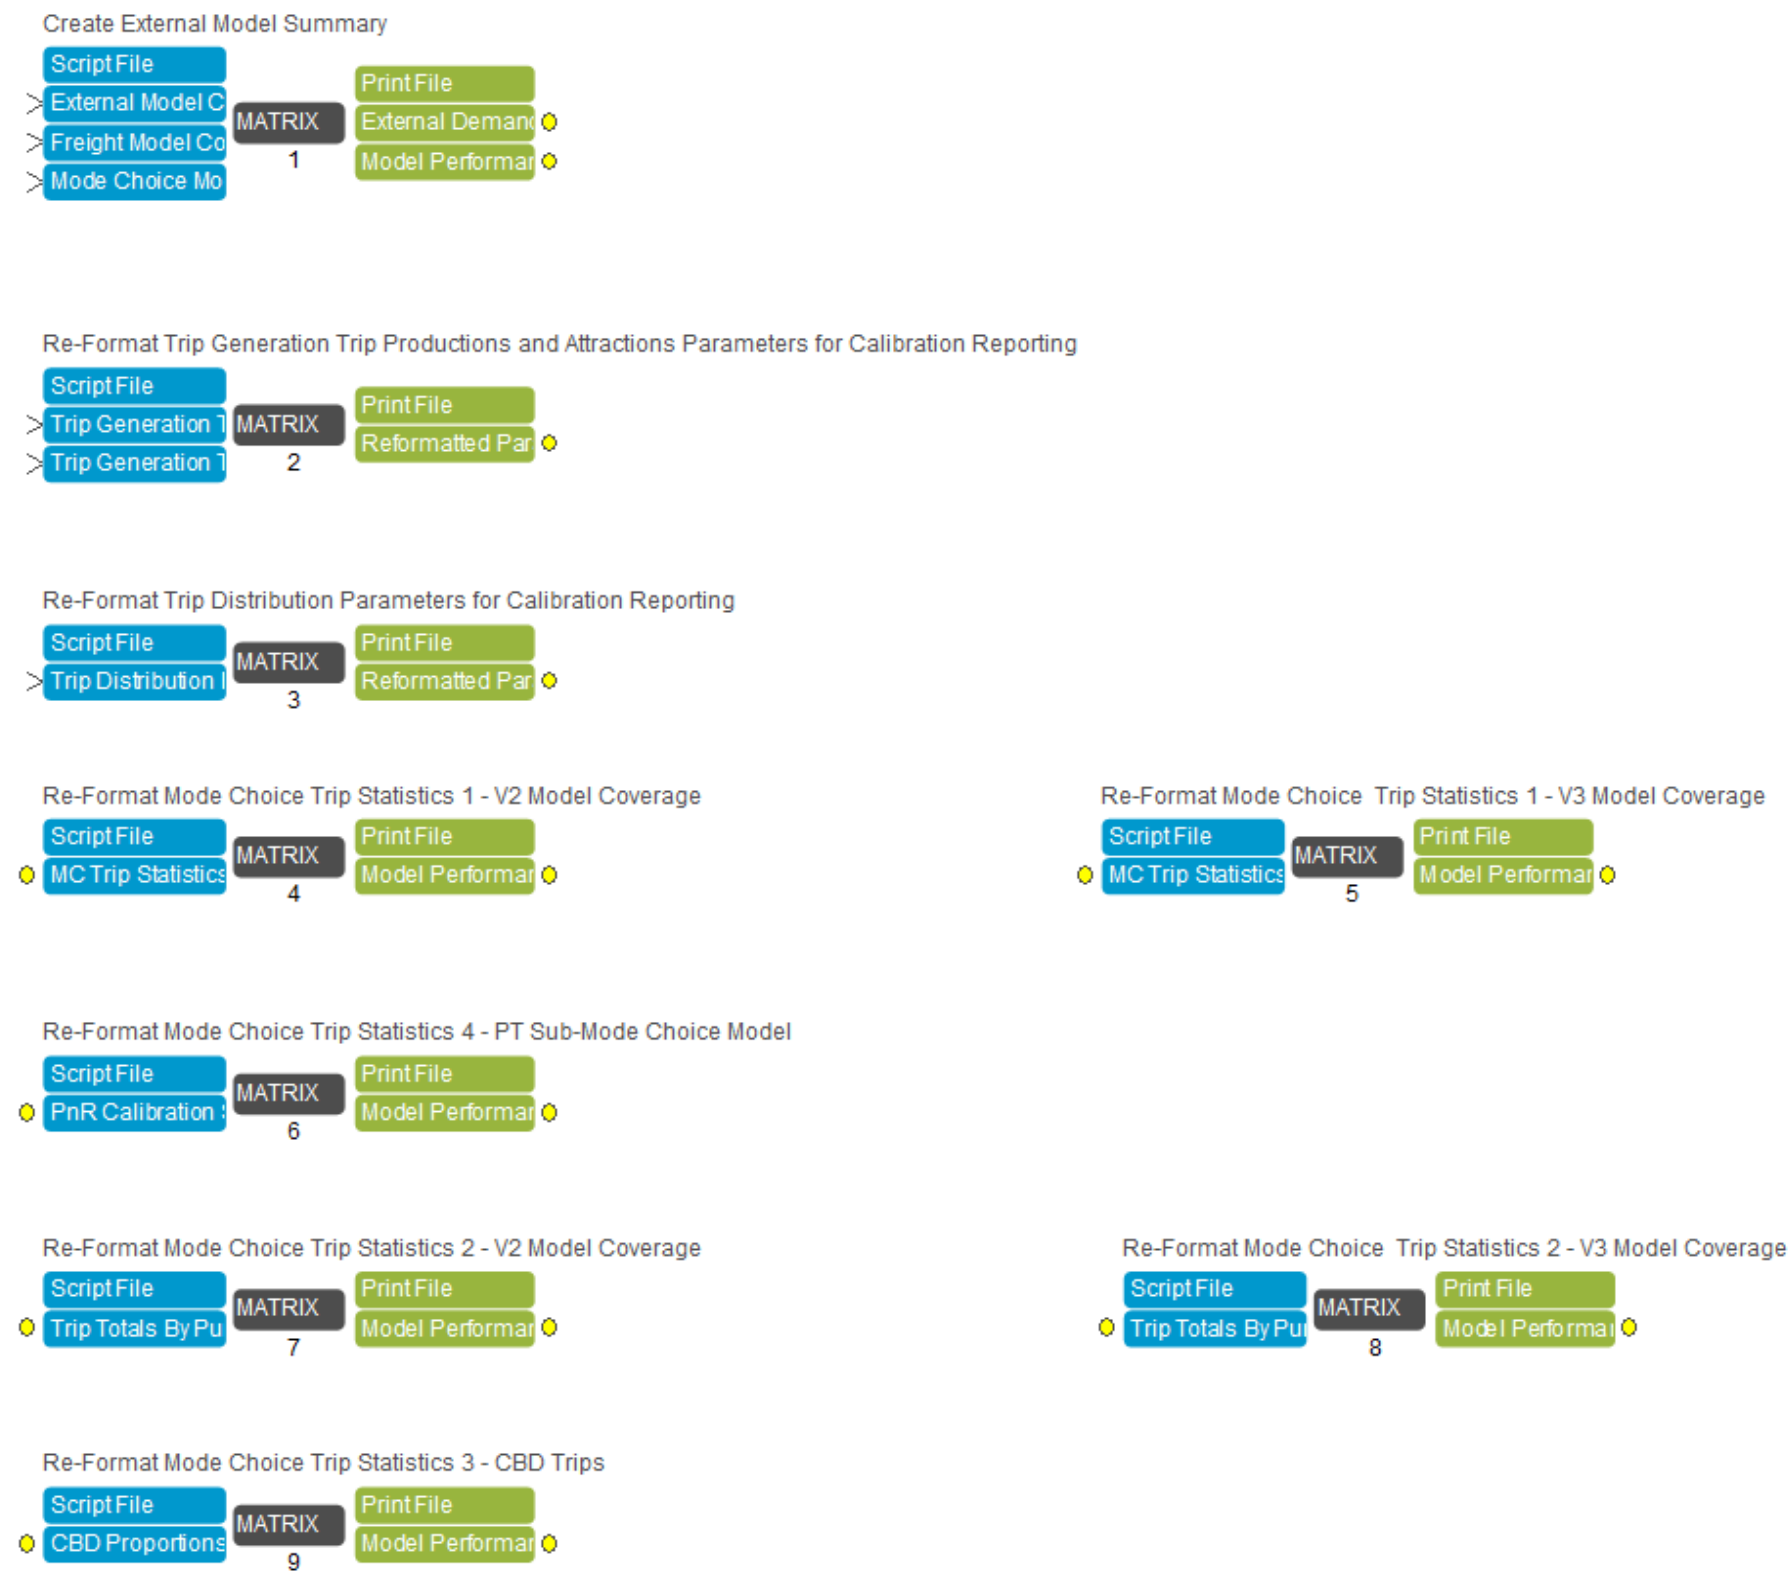 Create External Model Summary
Script File
External Model C
Freight Model Co
Mode Choice Mo
MATRIX
1
Print File
External Demand
Model Performar
Re-Format Trip Generation Trip Productions and Attractions Parameters for Calibration Reporting
Script File
Trip Generation T
Trip Generation T
MATRIX
2
Print File
Reformatted Par
Re-Format Trip Distribution Parameters for Calibration Reporting
Script File
Trip Distribution
MATRIX
3
Print File
Reformatted Par
Re-Format Mode Choice Trip Statistics 1 - V2 Model Coverage
Script File
MC Trip Statistics
MATRIX
4
Print File
Model Performar
Re-Format Mode Choice Trip Statistics 1 - V3 Model Coverage
Script File
MC Trip Statistics
MATRIX
5
Print File
Model Performar
Re-Format Mode Choice Trip Statistics 4 - PT Sub-Mode Choice Model
Script File
PnR Calibration
MATRIX
6
Print File
Model Performar
Re-Format Mode Choice Trip Statistics 2 - V2 Model Coverage
Script File
Trip Totals By Pu
MATRIX
7
Print File
Model Performar
Re-Format Mode Choice Trip Statistics 2 - V3 Model Coverage
Script File
Trip Totals By Pur
MATRIX
8
Print File
Model Performar
Re-Format Mode Choice Trip Statistics 3 - CBD Trips
Script File
CBD Proportions
MATRIX
9
Print File
Model Performar